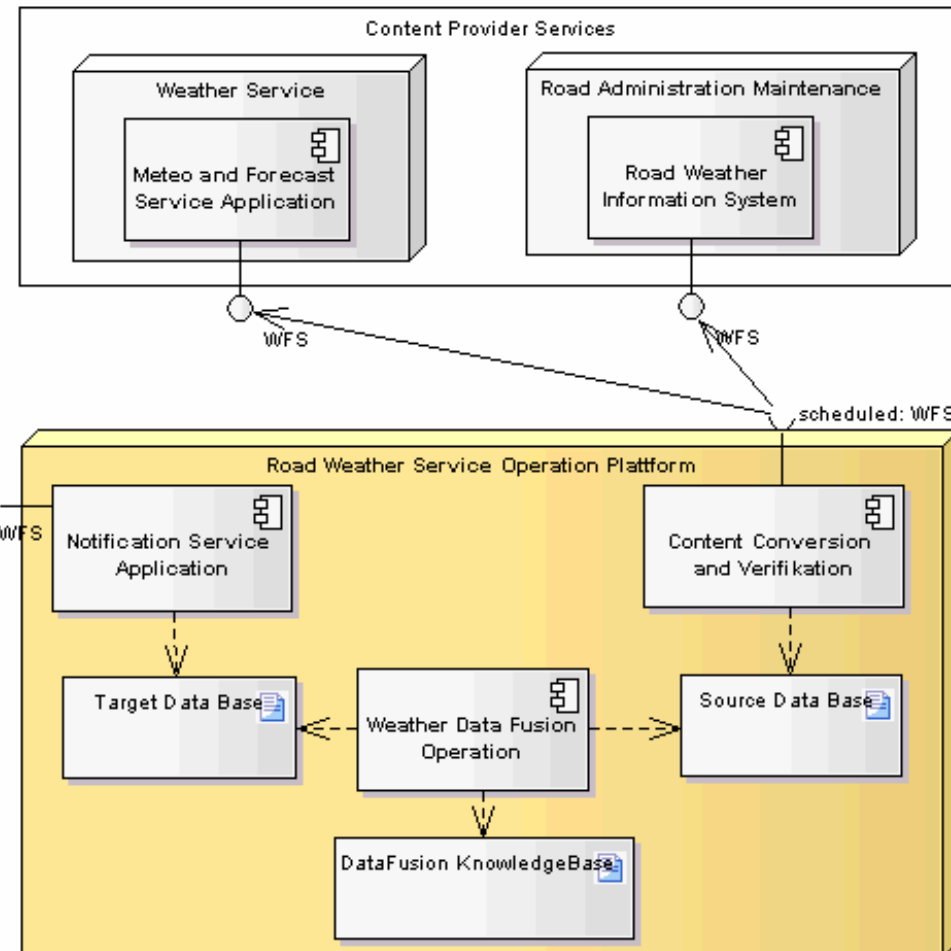 Content Provider Services
Weather Service
Road Administration Maintenance
Meteo and Forecast
Service Application
Road Weather
Information System
WFS
WFS
scheduled: WFS
Road Weather Service Operation Plattform
WFS
Notification Service
Application
Content Conversion
and Verifikation
Target Data Base
Weather Data Fusion
Operation
Source Data Base
DataFusion KnowledgeBase